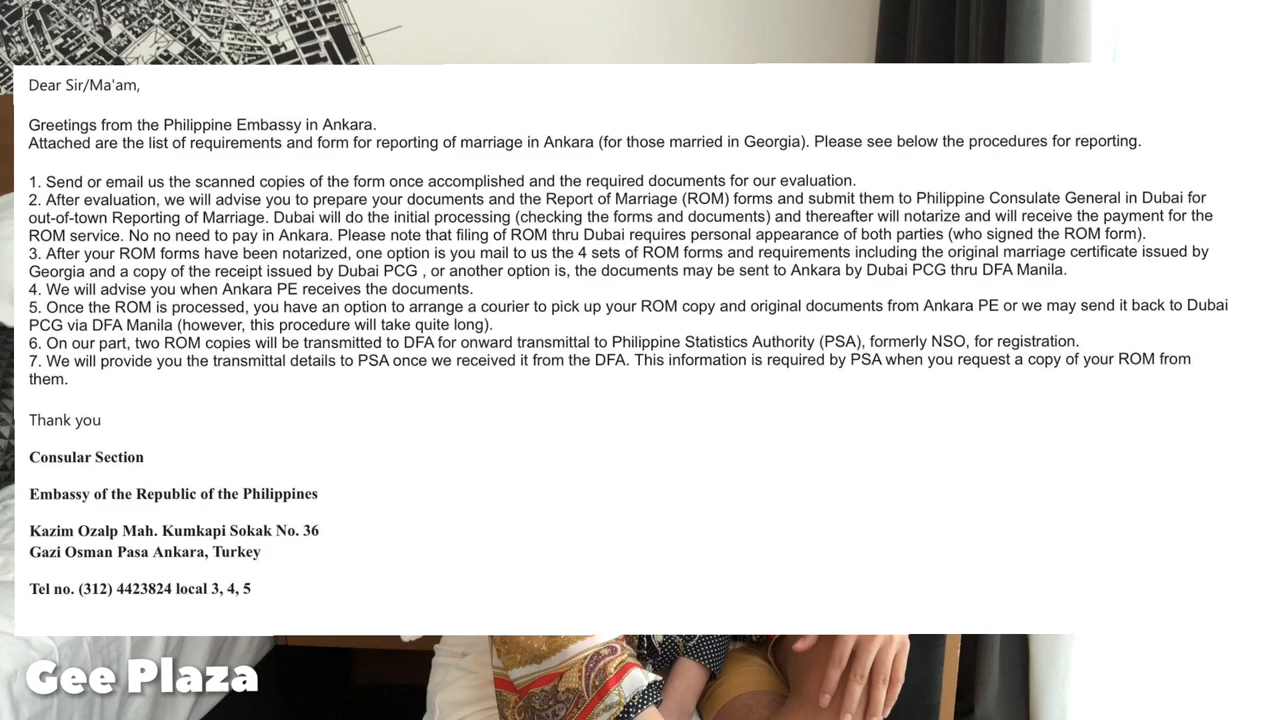 Dear Sir/Ma'am,
Greetings from the Philippine Embassy in Ankara.
Attached are the list of requirements and form for reporting of marriage in Ankara (for those married in Georgia). Please see below the procedures for reporting.
1. Send or email us the scanned copies of the form once accomplished and the required documents for our evaluation.
2. After evaluation, we will advise you to prepare your documents and the Report of Marriage (ROM) forms and submit them to Philippine Consulate General in Dubai for
out-of-town Reporting of Marriage. Dubai will do the initial processing (checking the forms and documents) and thereafter will notarize and will receive the payment for the
ROM service. No no need to pay in Ankara. Please note that filing of ROM thru Dubai requires personal appearance of both parties (who signed the ROM form).
3. After your ROM forms have been notarized, one option is you mail to us the 4 sets of ROM forms and requirements including the original marriage certificate issued by
Georgia and a copy of the receipt issued by Dubai PCG , or another option is, the documents may be sent to Ankara by Dubai PCG thru DFA Manila.
4. We will advise you when Ankara PE receives the documents.
5. Once the ROM is processed, you have an option to arrange a courier to pick up your ROM copy and original documents from Ankara PE or we may send it back to Dubai
PCG via DFA Manila (however, this procedure will take quite long).
6. On our part, two ROM copies will be transmitted to DFA for onward transmittal to Philippine Statistics Authority (PSA), formerly NSO, for registration.
7. We will provide you the transmittal details to PSA once we received it from the DFA. This information is required by PSA when you request a copy of your ROM from
them.
Thank you
Consular Section
Embassy of the Republic of the Philippines
Kazim Ozalp Mah. Kumkapi Sokak No. 36
Gazi Osman Pasa Ankara, Turkey
Tel no. (312) 4423824 local 3, 4, 5
Gee Plaza